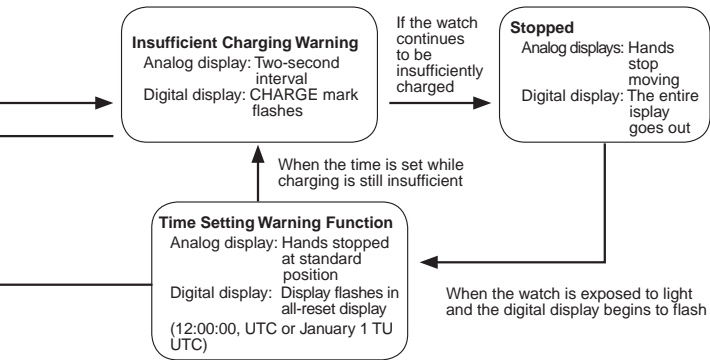 Insufficient Charging Warning
Analog display: Two-second
interval
Digital display: CHARGE mark
flashes
If the watch
continues
to be
insufficiently
charged
Stopped
Analog displays: Hands
stop
moving
Digital display: The entire
isplay
goes out
When the time is set while
charging is still insufficient
Time Setting Warning Function
Analog display: Hands stopped
at standard
position
Digital display: Display flashes in
all-reset display
(12:00:00, UTC or January 1 TU
UTC)
When the watch is exposed to light
and the digital display begins to flash